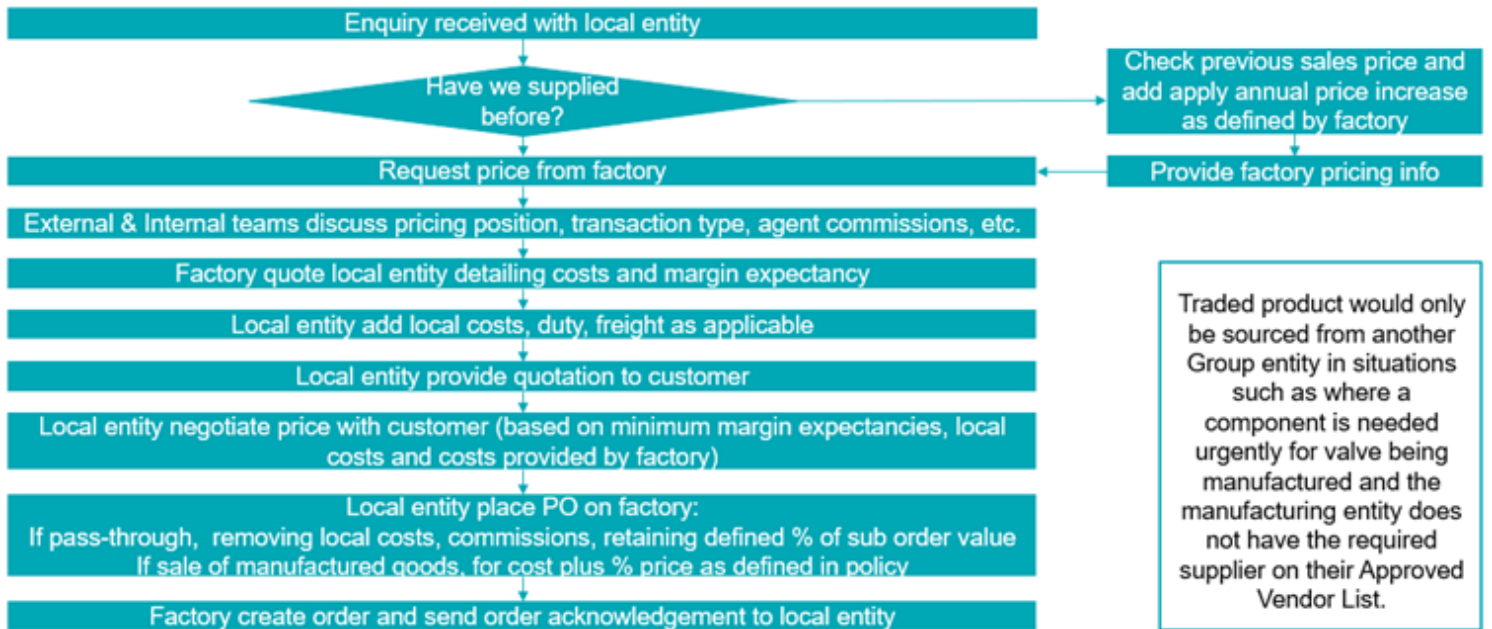 Enquiry received with local entity
Have we supplied
before?
Check previous sales price and
add apply annual price increase
as defined by factory
Request price from factory
Provide factory pricing info
External & Internal teams discuss pricing position, transaction type, agent commissions, etc.
Factory quote local entity detailing costs and margin expectancy
Local entity add local costs, duty, freight as applicable
Local entity provide quotation to customer
Local entity negotiate price with customer (based on minimum margin expectancies, local
costs and costs provided by factory)
Local entity place PO on factory:
If pass-through, removing local costs, commissions, retaining defined % of sub order value
If sale of manufactured goods, for cost plus % price as defined in policy
Factory create order and send order acknowledgement to local entity
Traded product would only
be sourced from another
Group entity in situations
such as where a
component is needed
urgently for valve being
manufactured and the
manufacturing entity does
not have the required
supplier on their Approved
Vendor List.